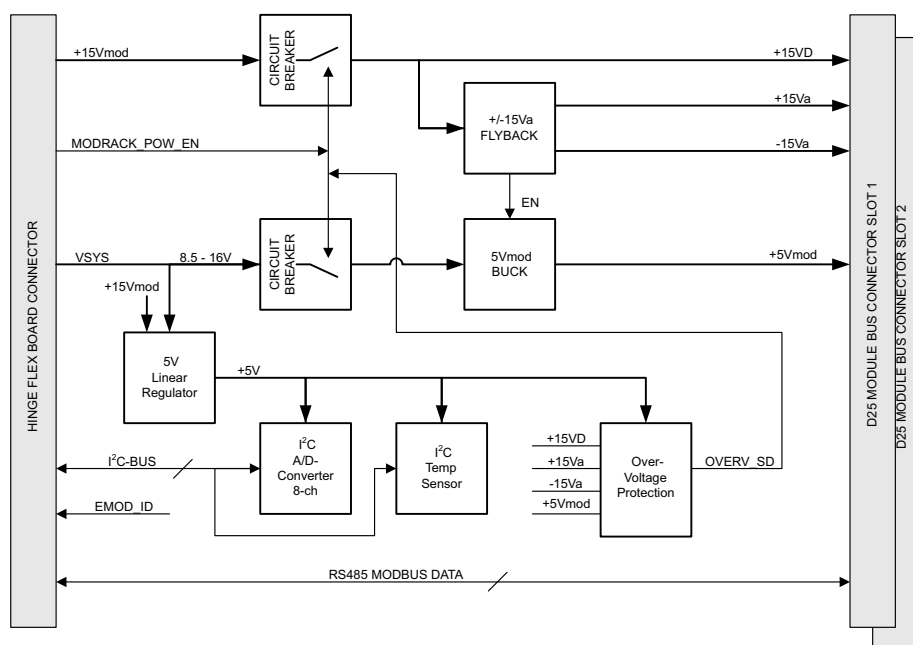 HINGE FLEX BOARD CONNECTOR
+15Vmod
CIRCUIT
BREAKER
+15VD
+/-15Va
FLYBACK
+15Va
-15Va
MODRACK_POW_EN
EN
VSYS
8.5 - 16V
CIRCUIT
BREAKER
5Vmod
BUCK
+5Vmod
+15Vmod
5V
Linear
Regulator
+5V
I²C
A/D-
Converter
8-ch
I²C
Temp
Sensor
+15VD
+15Va
-15Va
+5Vmod
Over-
Voltage
Protection
OVERV_SD
I²C-BUS
EMOD_ID
RS485 MODBUS DATA
D25 MODULE BUS CONNECTOR SLOT 1
D25 MODULE BUS CONNECTOR SLOT 2